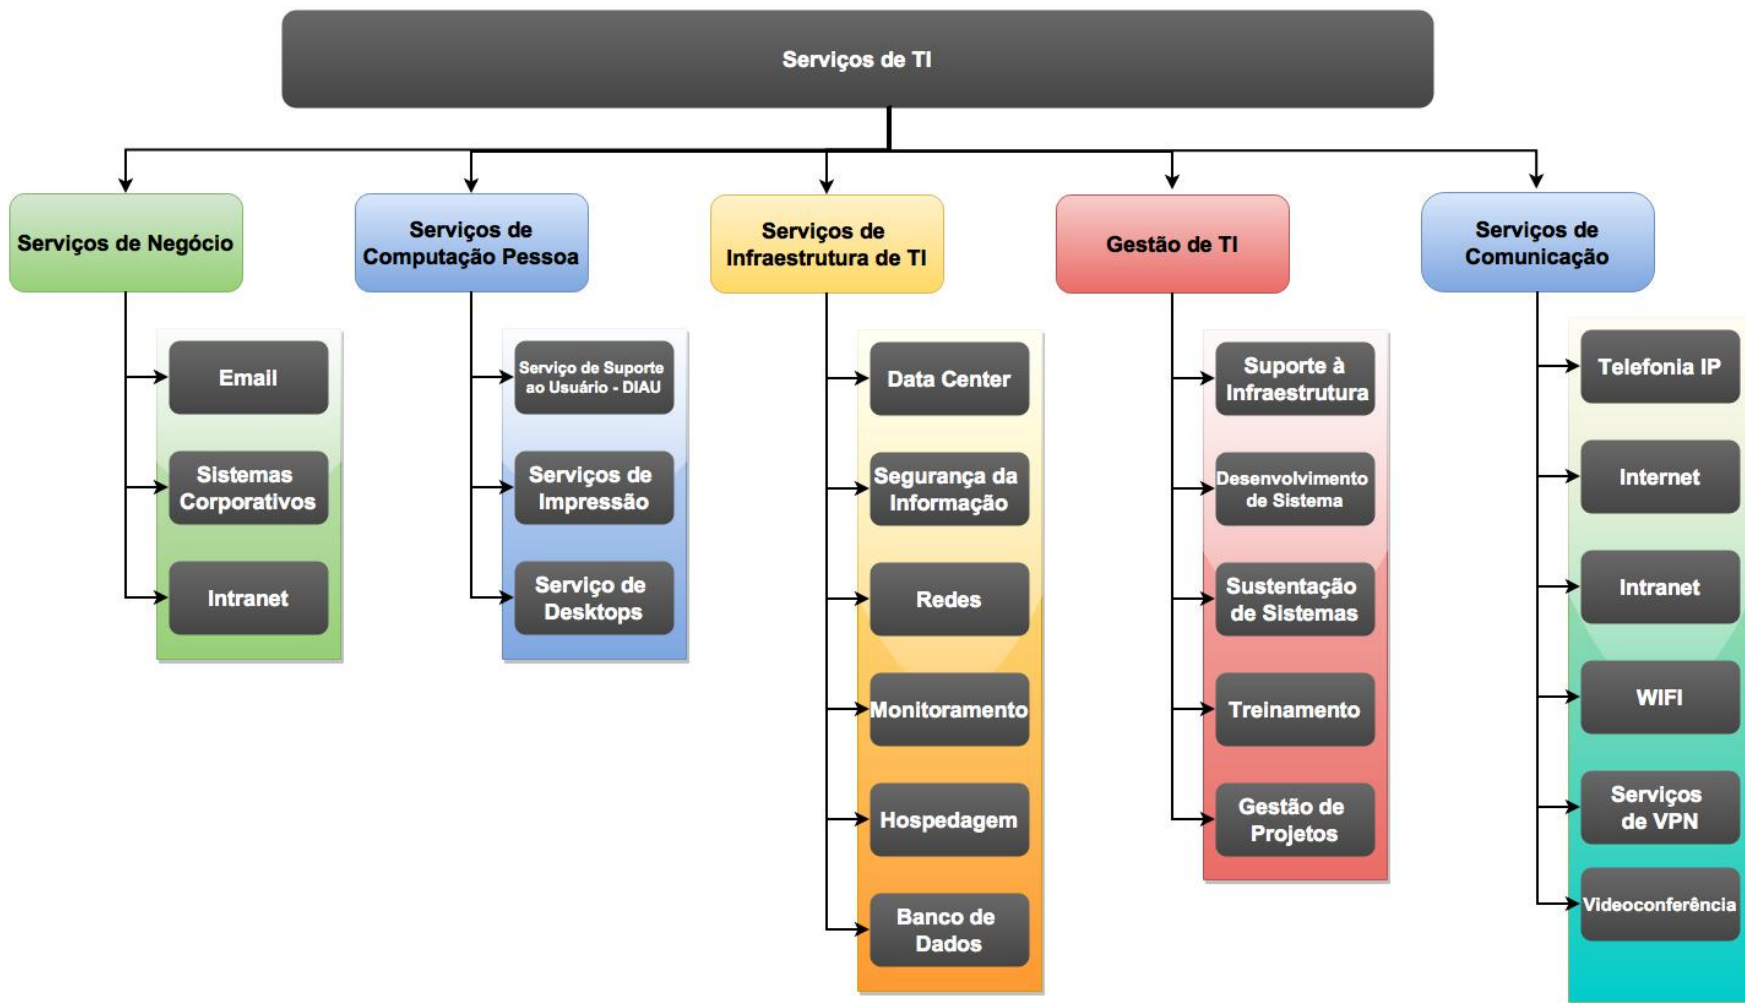 Serviços de TI
Serviços de Negócio
Serviços de
Computação Pessoa
Serviços de
Infraestrutura de TI
Gestão de TI
Serviços de
Comunicação
Email
Sistemas
Corporativos
Intranet
Serviço de Suporte
ao Usuário - DIAU
Serviços de
Impressão
Serviço de
Desktops
Data Center
Segurança da
Informação
Redes
Monitoramento
Hospedagem
Banco de
Dados
Suporte à
Infraestrutura
Desenvolvimento
de Sistema
Sustentação
de Sistemas
Treinamento
Gestão de
Projetos
Telefonia IP
Internet
Intranet
WIFI
Serviços
de VPN
Videoconferência